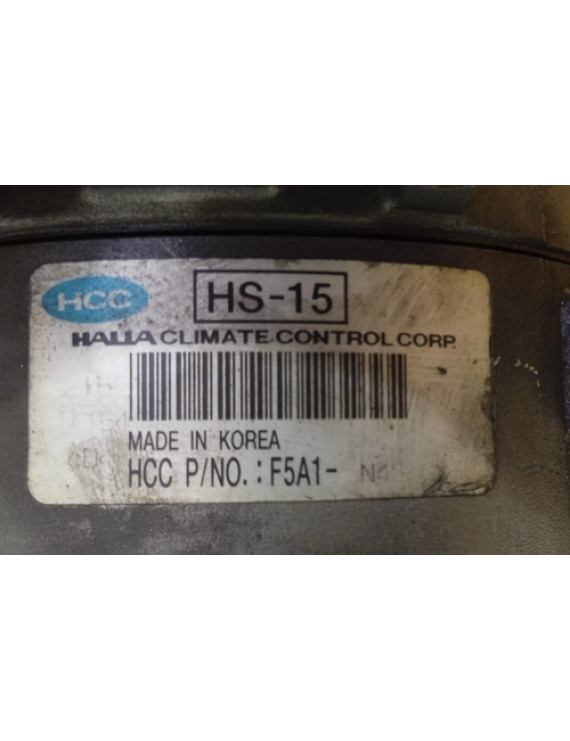 HCC HS-15
HALLA CLIMATE CONTROL CORP.
MADE IN KOREA
HCC P/NO. : F5A1-